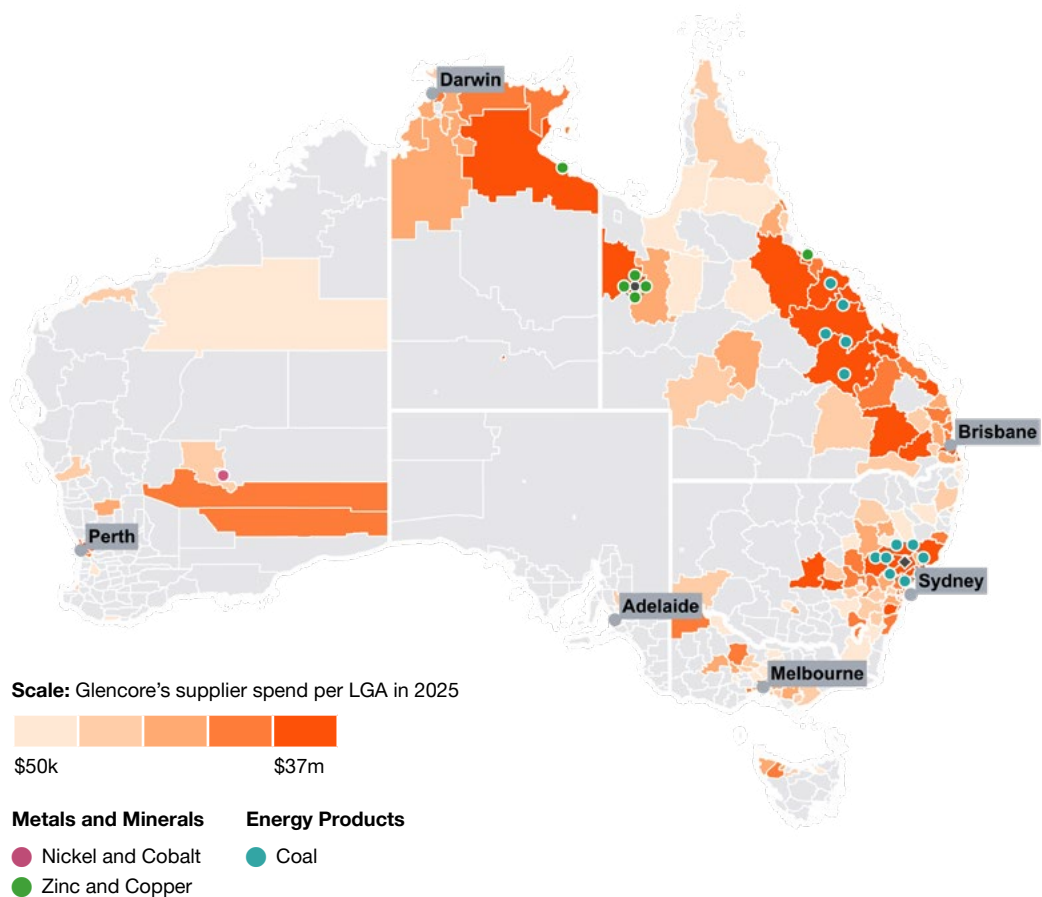 Darwin
Brisbane
Perth
Sydney
Adelaide
Melbourne
Scale: Glencore’s supplier spend per LGA in 2025
$50k $37m
Metals and Minerals Energy Products
Nickel and Cobalt Coal
Zinc and Copper